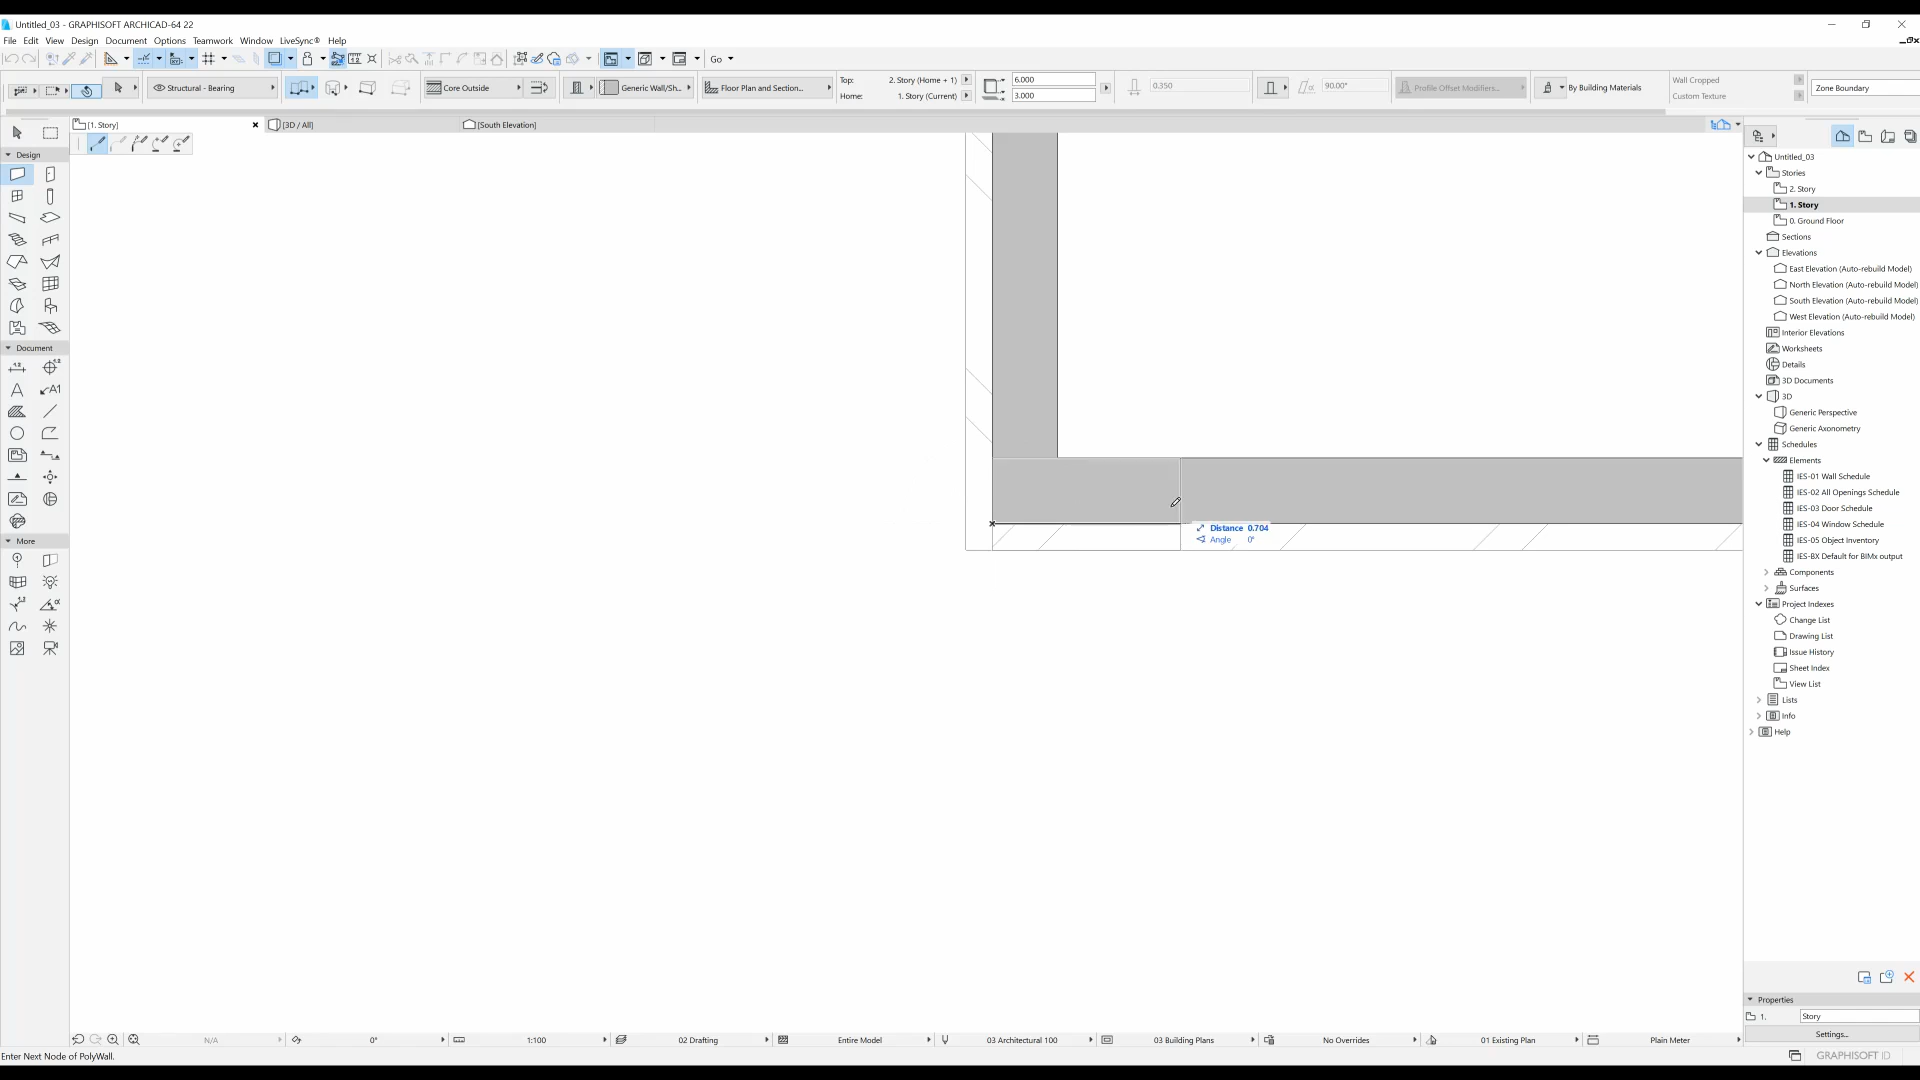 Untitled_03 - GRAPHISOFT ARCHICAD-64 22
File Edit View Design Document Options Teamwork Window LiveSync® Help
Go
Structural - Bearing
Core Outside
Generic Wall/Sh...
Floor Plan and Section...
Top: 2. Story (Home + 1)
Home: 1. Story (Current)
6.000
3.000
0.350
90.00°
Profile Offset Modifiers...
By Building Materials
Wall Cropped
Custom Texture
Zone Boundary
[1. Story]
[3D / All]
[South Elevation]
Design
Document
More
Distance 0.704
Angle 0°
Untitled_03
Stories
2. Story
1. Story
0. Ground Floor
Sections
Elevations
East Elevation (Auto-rebuild Model)
North Elevation (Auto-rebuild Model)
South Elevation (Auto-rebuild Model)
West Elevation (Auto-rebuild Model)
Interior Elevations
Worksheets
Details
3D Documents
3D
Generic Perspective
Generic Axonometry
Schedules
Elements
IES-01 Wall Schedule
IES-02 All Openings Schedule
IES-03 Door Schedule
IES-04 Window Schedule
IES-05 Object Inventory
IES-BX Default for BIMx output
Components
Surfaces
Project Indexes
Change List
Drawing List
Issue History
Sheet Index
View List
Lists
Info
Help
Properties
1. Story
Settings...
N/A
0°
1:100
02 Drafting
Entire Model
03 Architectural 100
03 Building Plans
No Overrides
01 Existing Plan
Plain Meter
Enter Next Node of PolyWall.
GRAPHISOFT ID